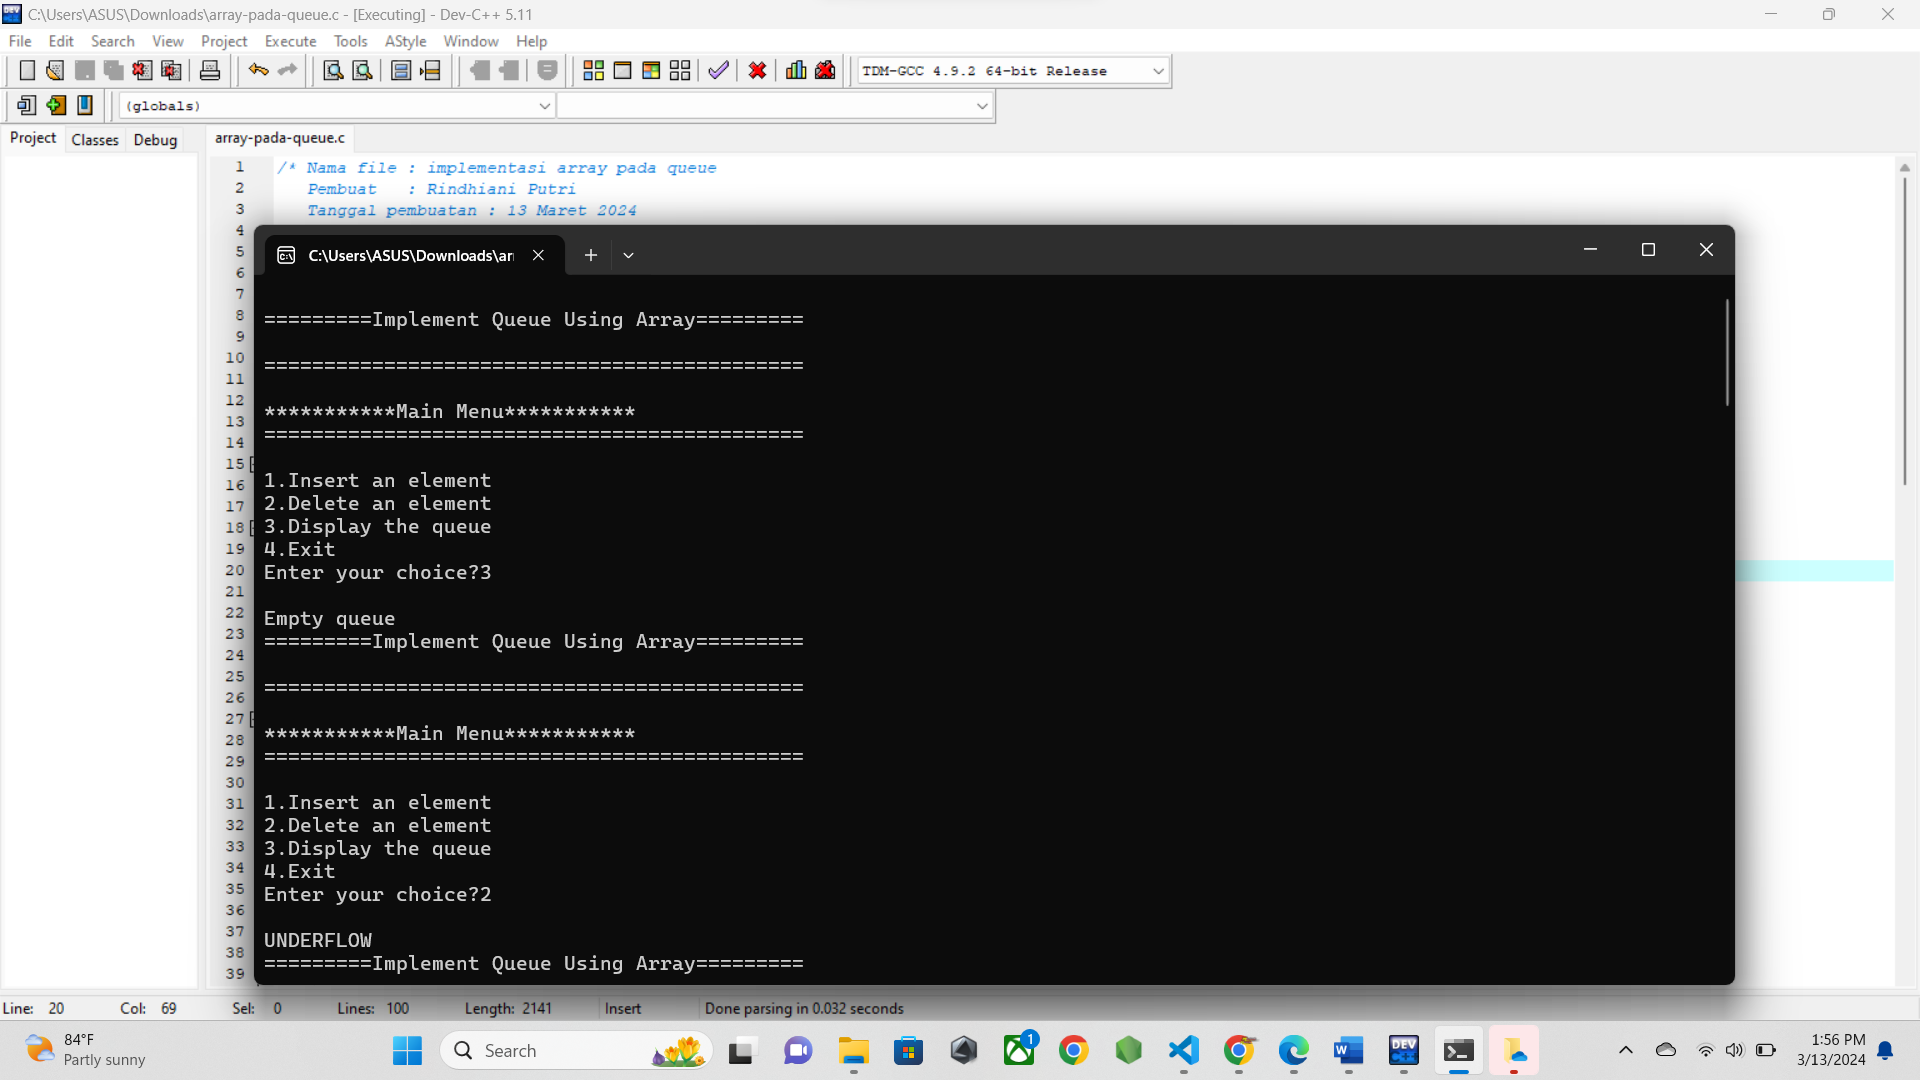 C:\Users\ASUS\Downloads\array-pada-queue.c - [Executing] - Dev-C++ 5.11
File Edit Search View Project Execute Tools AStyle Window Help
TDM-GCC 4.9.2 64-bit Release
(globals)
Project Classes Debug
array-pada-queue.c
1 /* Nama file : implementasi array pada queue
2 Pembuat : Rindhiani Putri
3 Tanggal pembuatan : 13 Maret 2024
4
5
6
7
8
9
10
11
12
13
14
15
16
17
18
19
20
21
22
23
24
25
26
27
28
29
30
31
32
33
34
35
36
37
38
39
C:\Users\ASUS\Downloads\ar
=========Implement Queue Using Array=========
=============================================
***********Main Menu***********
=============================================
1.Insert an element
2.Delete an element
3.Display the queue
4.Exit
Enter your choice?3
Empty queue
=========Implement Queue Using Array=========
=============================================
***********Main Menu***********
=============================================
1.Insert an element
2.Delete an element
3.Display the queue
4.Exit
Enter your choice?2
UNDERFLOW
=========Implement Queue Using Array=========
Line: 20 Col: 69 Sel: 0 Lines: 100 Length: 2141 Insert Done parsing in 0.032 seconds
84°F
Partly sunny
Search
1
DEV
1:56 PM
3/13/2024